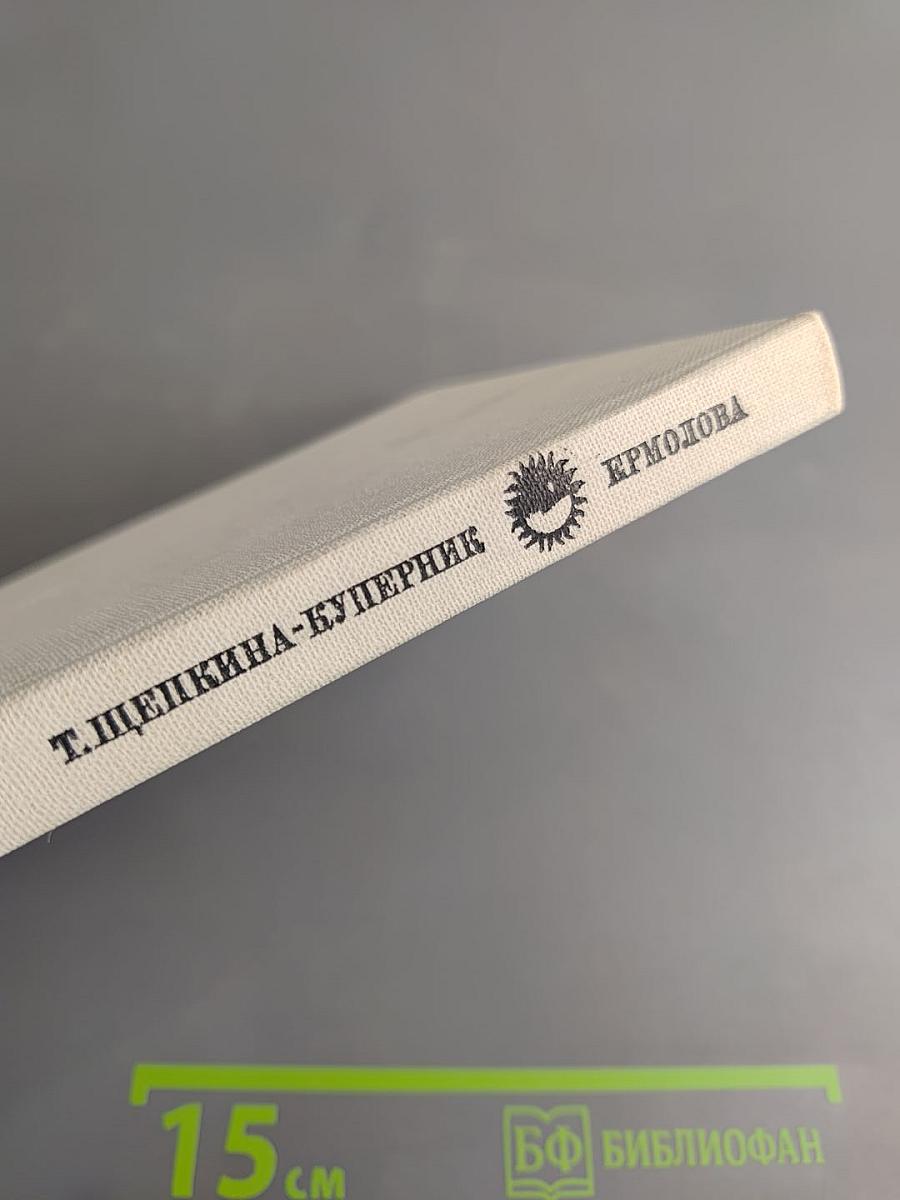 Т. ЩЕПКИНА-КУПЕРНИК ЕРМОЛОВА
15 см
БФ БИБЛИОФАН